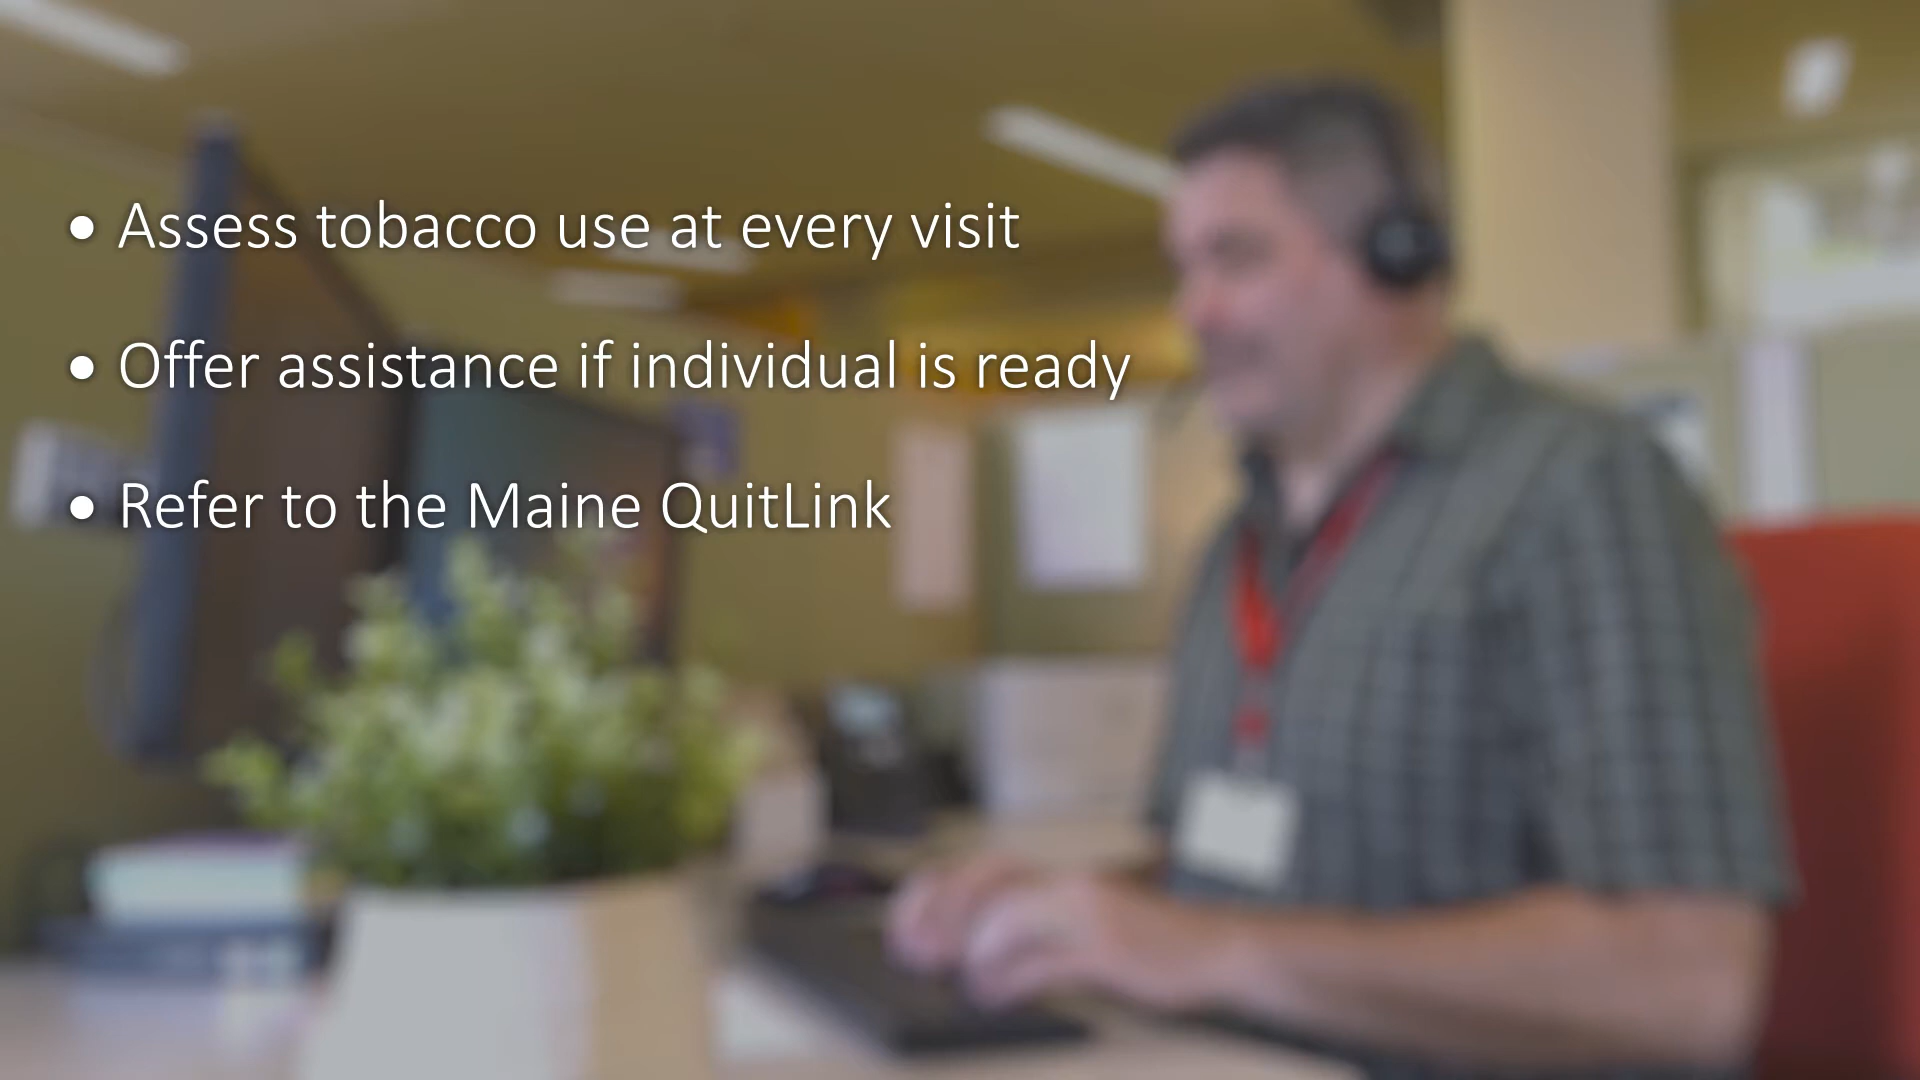 • Assess tobacco use at every visit
• Offer assistance if individual is ready
• Refer to the Maine QuitLink